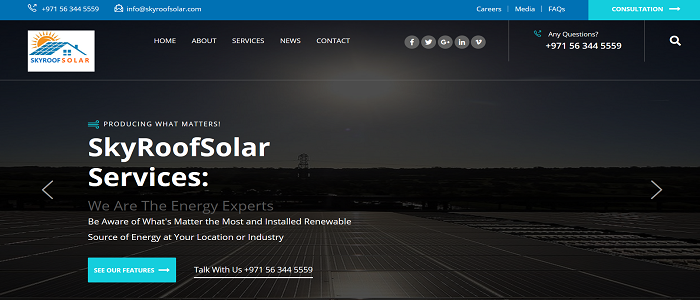 +971 56 344 5559
info@skyroofsolar.com
Careers
Media
FAQs
CONSULTATION
SKYROOFSOLAR
HOME
ABOUT
SERVICES
NEWS
CONTACT
Any Questions?
+971 56 344 5559
PRODUCING WHAT MATTERS!
SkyRoofSolar
Services:
We Are The Energy Experts
Be Aware of What's Matter the Most and Installed Renewable
Source of Energy at Your Location or Industry
SEE OUR FEATURES
Talk With Us +971 56 344 5559